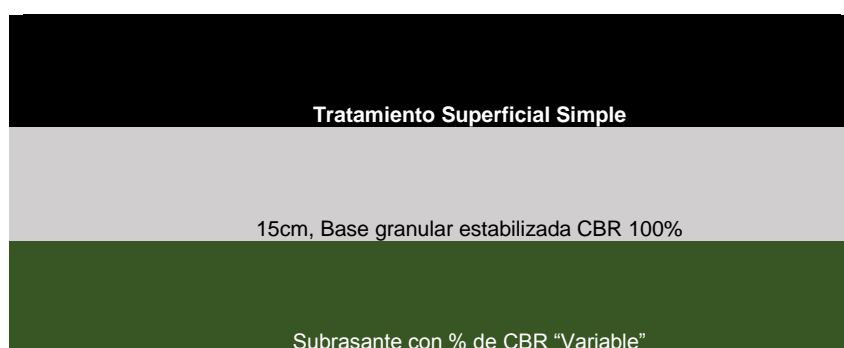 Tratamiento Superficial Simple
15cm, Base granular estabilizada CBR 100%
Subrasante con % de CBR “Variable”